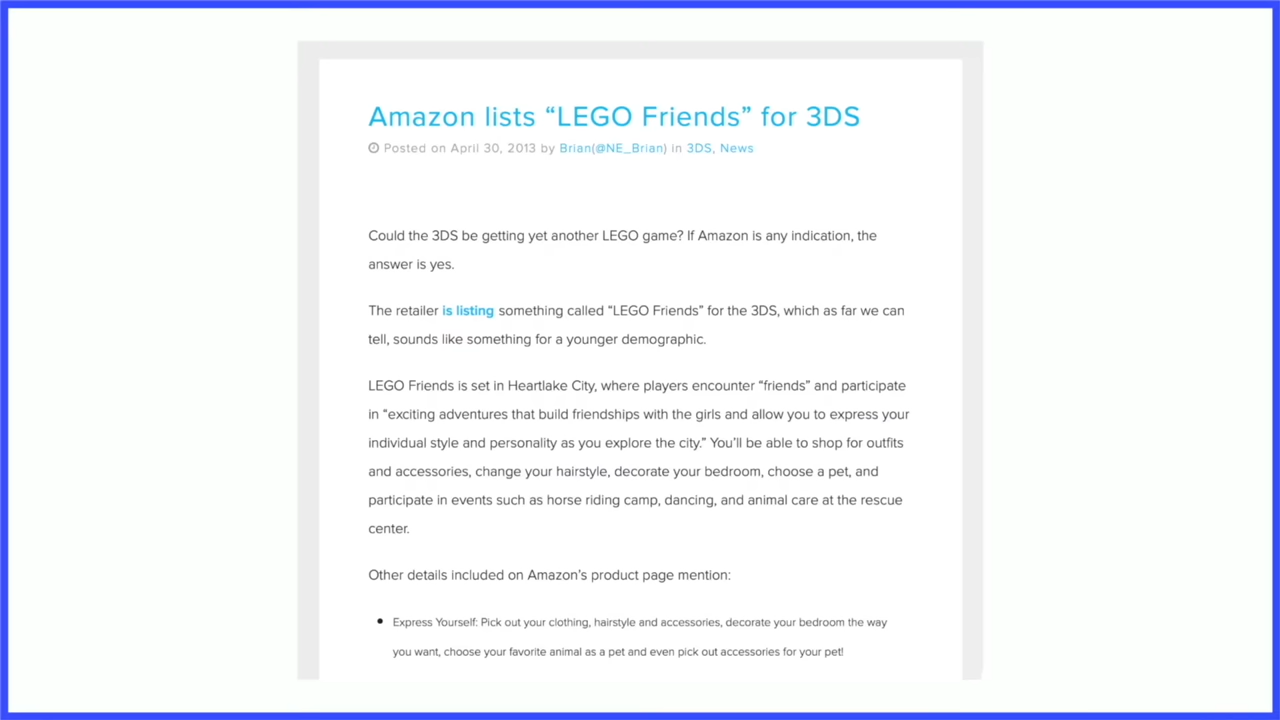 Amazon lists “LEGO Friends” for 3DS
Posted on April 30, 2013 by Brian(@NE_Brian) in 3DS, News
Could the 3DS be getting yet another LEGO game? If Amazon is any indication, the
answer is yes.
The retailer is listing something called “LEGO Friends” for the 3DS, which as far we can
tell, sounds like something for a younger demographic.
LEGO Friends is set in Heartlake City, where players encounter “friends” and participate
in “exciting adventures that build friendships with the girls and allow you to express your
individual style and personality as you explore the city.” You’ll be able to shop for outfits
and accessories, change your hairstyle, decorate your bedroom, choose a pet, and
participate in events such as horse riding camp, dancing, and animal care at the rescue
center.
Other details included on Amazon’s product page mention:
• Express Yourself: Pick out your clothing, hairstyle and accessories, decorate your bedroom the way
you want, choose your favorite animal as a pet and even pick out accessories for your pet!